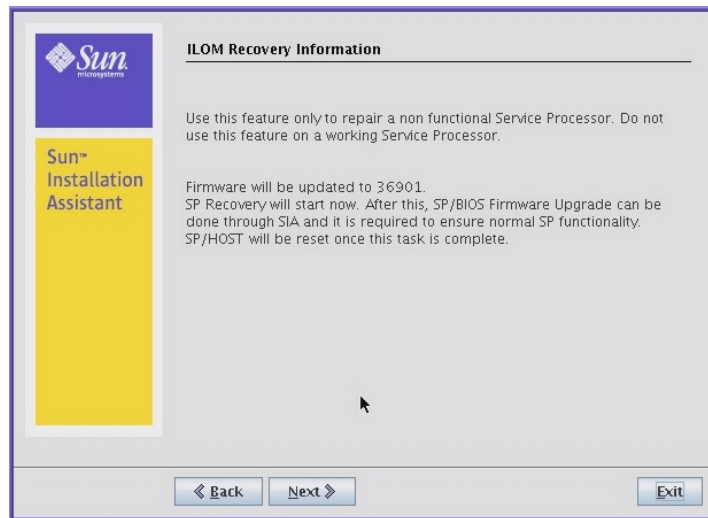 Sun
microsystems
Sun™
Installation
Assistant
ILOM Recovery Information
Use this feature only to repair a non functional Service Processor. Do not
use this feature on a working Service Processor.
Firmware will be updated to 36901.
SP Recovery will start now. After this, SP/BIOS Firmware Upgrade can be
done through SIA and it is required to ensure normal SP functionality.
SP/HOST will be reset once this task is complete.
Back
Next
Exit